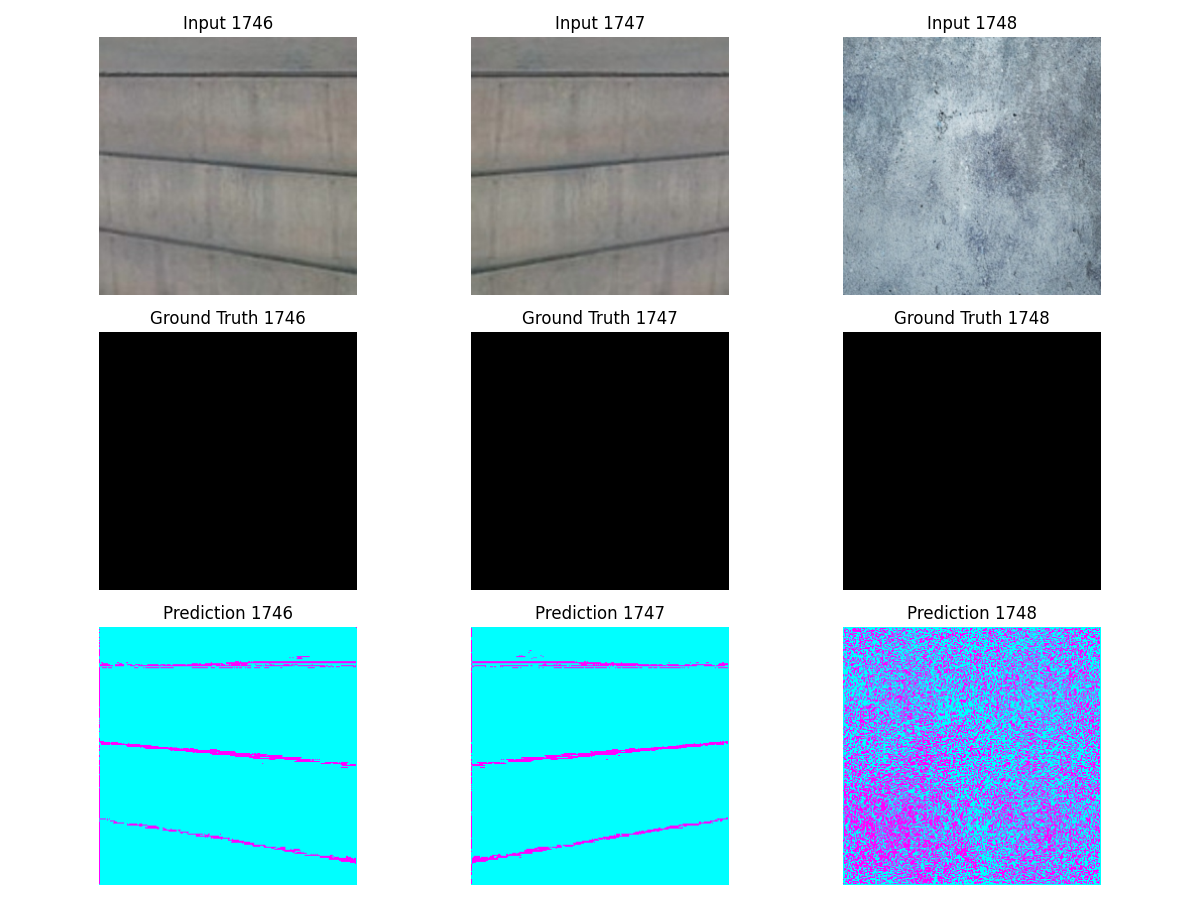 Input 1746
Input 1747
Input 1748
Ground Truth 1746
Ground Truth 1747
Ground Truth 1748
Prediction 1746
Prediction 1747
Prediction 1748